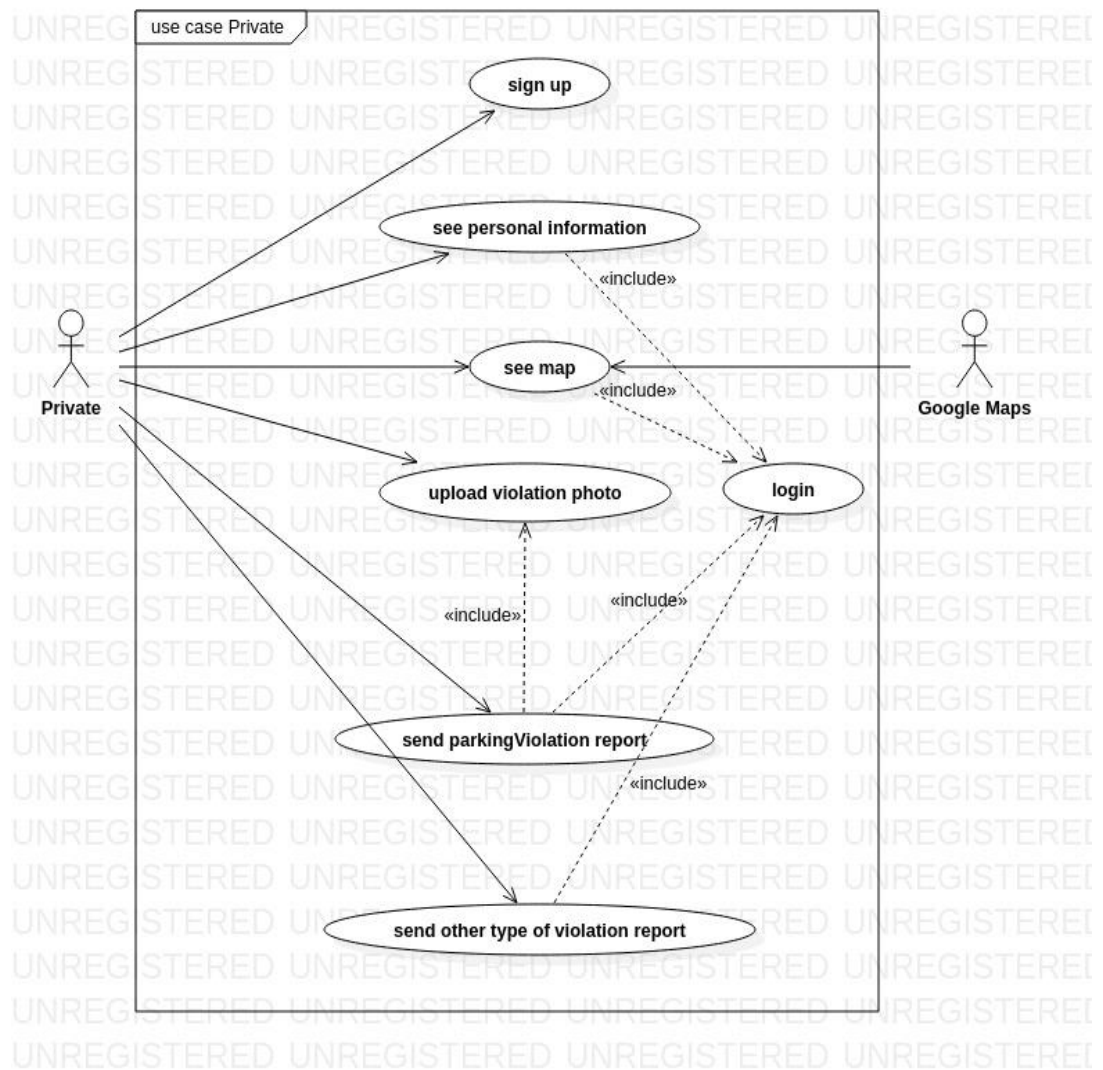 use case Private
sign up
see personal information
«include»
see map
«include»
Private
Google Maps
upload violation photo
login
«include»
«include»
send parkingViolation report
«include»
send other type of violation report
UNREGISTERED